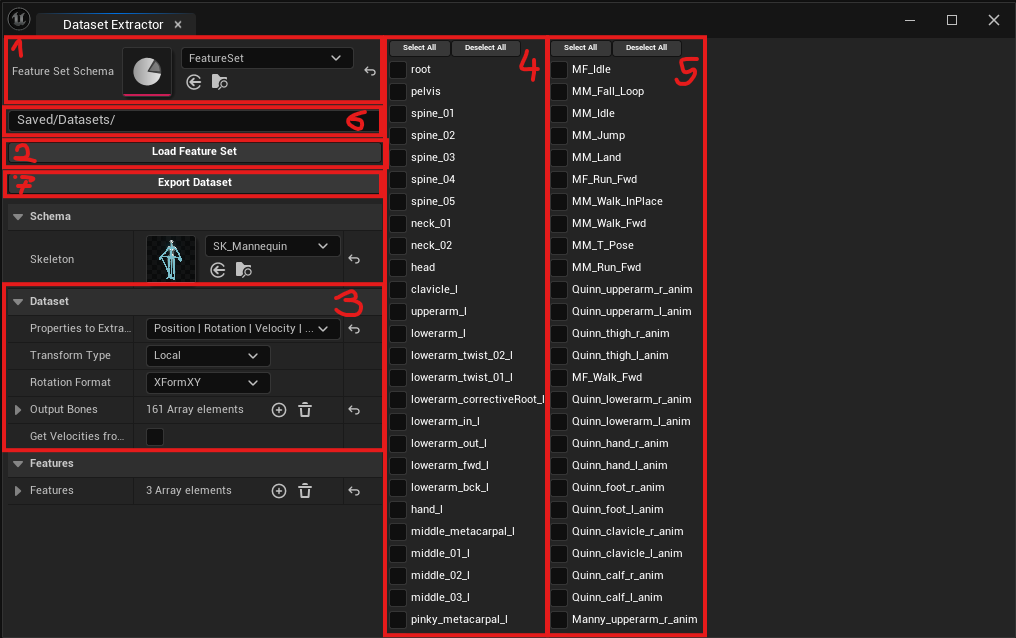 Dataset Extractor
1
Feature Set Schema
FeatureSet
Saved/Datasets/
6
2
Load Feature Set
7
Export Dataset
Schema
Skeleton
SK_Mannequin
Dataset
3
Properties to Extra...
Position | Rotation | Velocity | ...
Transform Type
Local
Rotation Format
XFormXY
Output Bones
161 Array elements
Get Velocities fro...
Features
Features
3 Array elements
Select All
Deselect All
4
root
pelvis
spine_01
spine_02
spine_03
spine_04
spine_05
neck_01
neck_02
head
clavicle_l
upperarm_l
lowerarm_l
lowerarm_twist_02_l
lowerarm_twist_01_l
lowerarm_correctiveRoot_l
lowerarm_in_l
lowerarm_out_l
lowerarm_fwd_l
lowerarm_bck_l
hand_l
middle_metacarpal_l
middle_01_l
middle_02_l
middle_03_l
pinky_metacarpal_l
Select All
Deselect All
5
MF_Idle
MM_Fall_Loop
MM_Idle
MM_Jump
MM_Land
MF_Run_Fwd
MM_Walk_InPlace
MM_Walk_Fwd
MM_T_Pose
MM_Run_Fwd
Quinn_upperarm_r_anim
Quinn_upperarm_l_anim
Quinn_thigh_r_anim
Quinn_thigh_l_anim
MF_Walk_Fwd
Quinn_lowerarm_r_anim
Quinn_lowerarm_l_anim
Quinn_hand_r_anim
Quinn_hand_l_anim
Quinn_foot_r_anim
Quinn_foot_l_anim
Quinn_clavicle_r_anim
Quinn_clavicle_l_anim
Quinn_calf_r_anim
Quinn_calf_l_anim
Manny_upperarm_r_anim